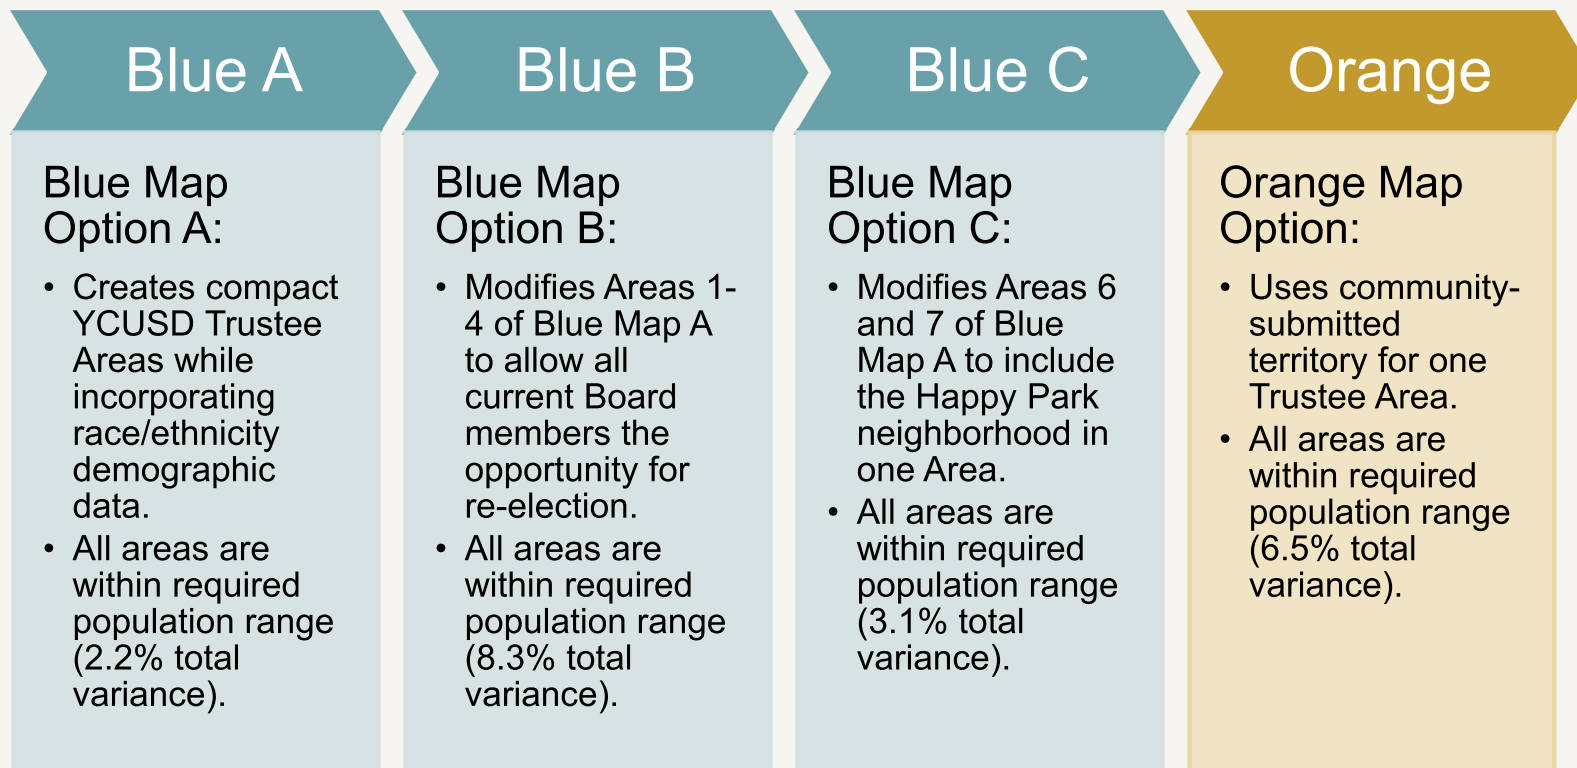 Blue A
Blue Map
Option A:
• Creates compact
YCUSD Trustee
Areas while
incorporating
race/ethnicity
demographic
data.
• All areas are
within required
population range
(2.2% total
variance).
Blue B
Blue Map
Option B:
• Modifies Areas 1-
4 of Blue Map A
to allow all
current Board
members the
opportunity for
re-election.
• All areas are
within required
population range
(8.3% total
variance).
Blue C
Blue Map
Option C:
• Modifies Areas 6
and 7 of Blue
Map A to include
the Happy Park
neighborhood in
one Area.
• All areas are
within required
population range
(3.1% total
variance).
Orange
Orange Map
Option:
• Uses community-
submitted
territory for one
Trustee Area.
• All areas are
within required
population range
(6.5% total
variance).